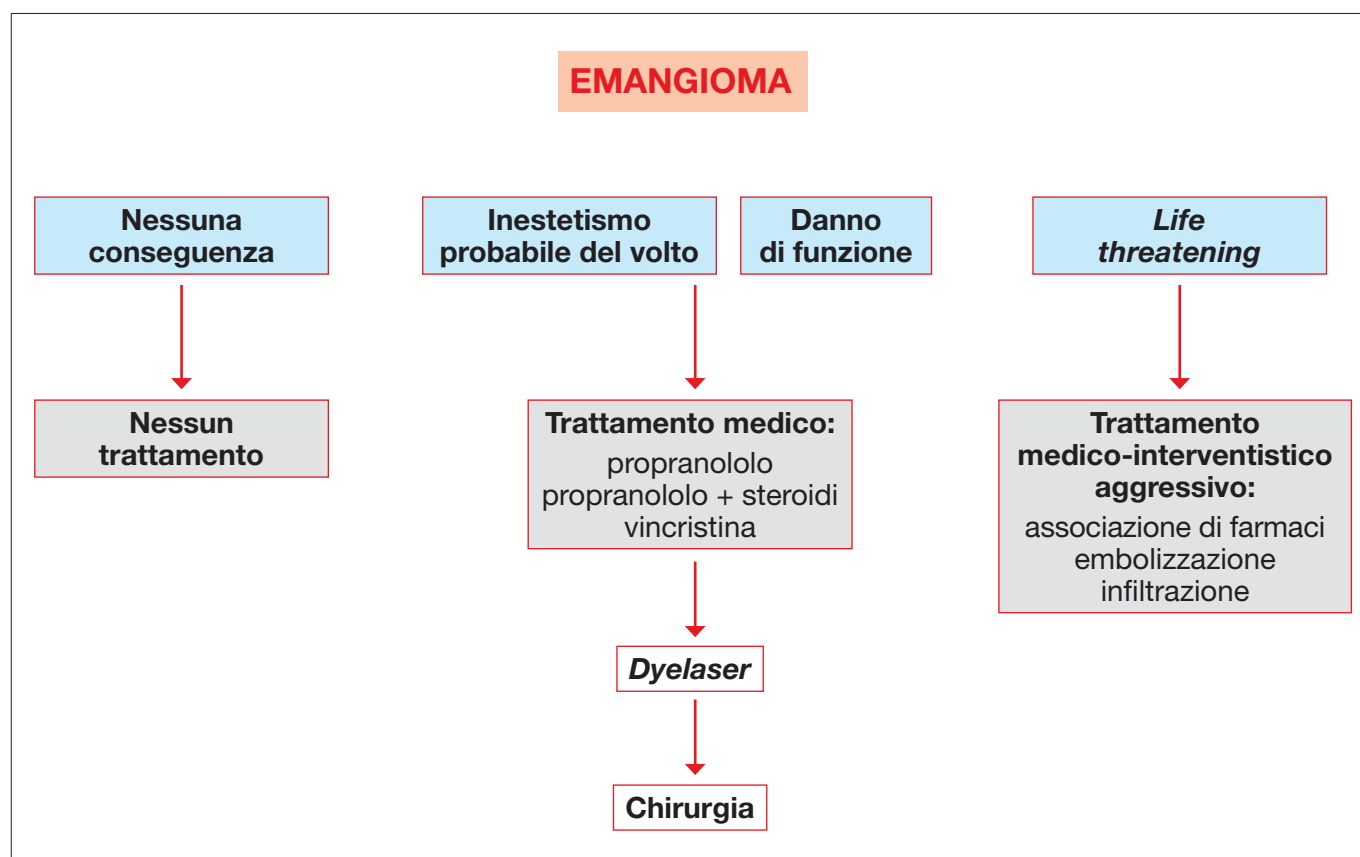 EMANGIOMA
Nessuna
conseguenza
Inestetismo
probabile del volto
Danno
di funzione
Life
threatening
Nessun
trattamento
Trattamento medico:
propranololo
propranololo + steroidi
vincristina
Trattamento
medico-interventistico
aggressivo:
associazione di farmaci
embolizzazione
infiltrazione
Dyelaser
Chirurgia